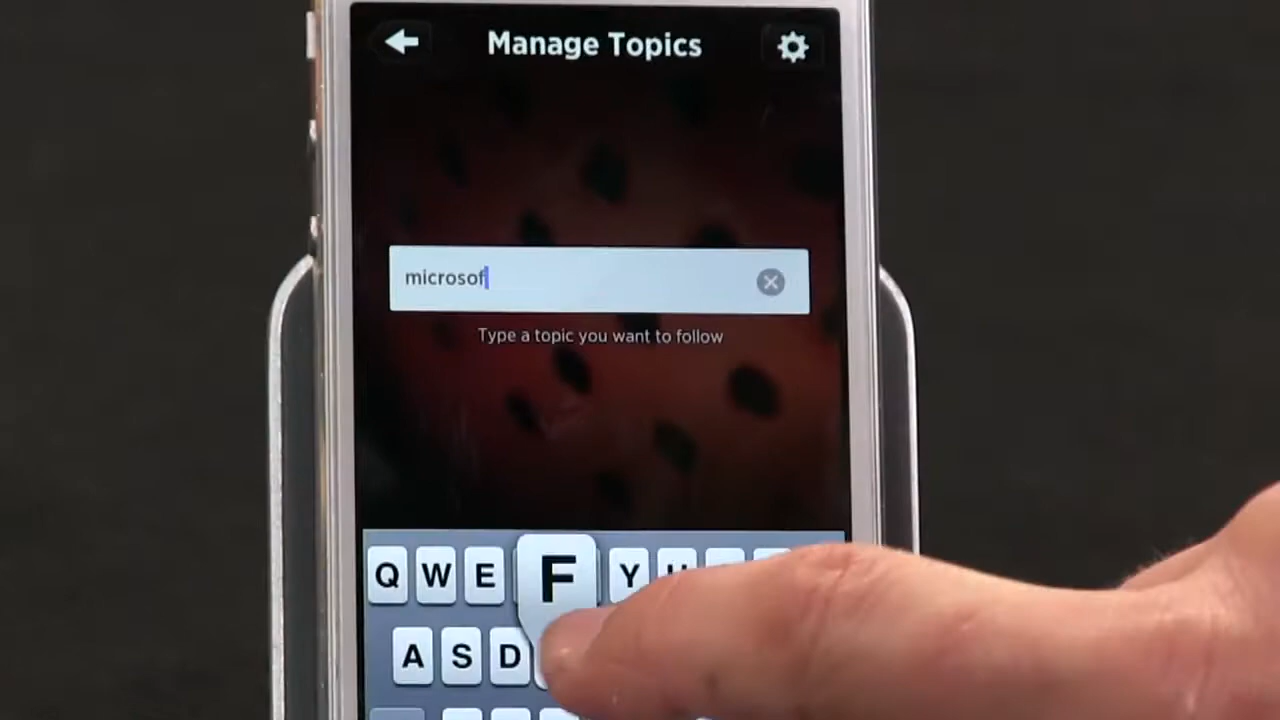 Manage Topics
microsof
Type a topic you want to follow
Q W E F Y
A S D